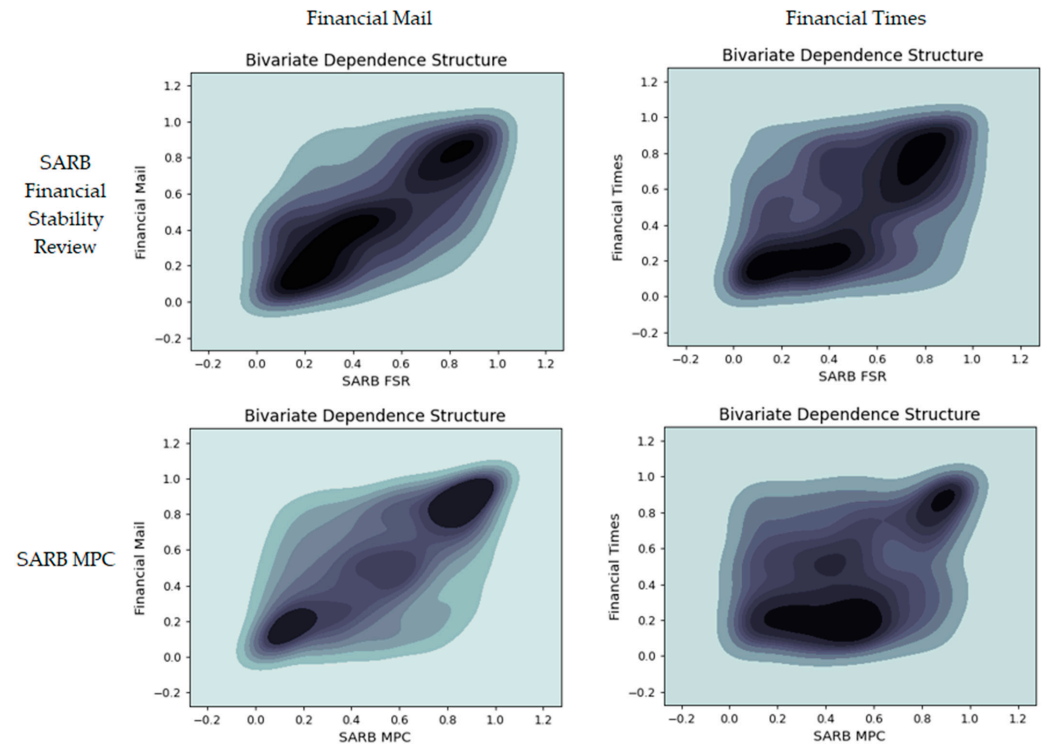 Financial Mail
Financial Times
SARB
Financial
Stability
Review
Bivariate Dependence Structure
Financial Mail
1.2
1.0
0.8
0.6
0.4
0.2
0.0
−0.2
−0.2 0.0 0.2 0.4 0.6 0.8 1.0 1.2
SARB FSR
Bivariate Dependence Structure
Financial Times
1.2
1.0
0.8
0.6
0.4
0.2
0.0
−0.2
−0.2 0.0 0.2 0.4 0.6 0.8 1.0 1.2
SARB FSR
SARB MPC
Bivariate Dependence Structure
Financial Mail
1.2
1.0
0.8
0.6
0.4
0.2
0.0
−0.2
−0.2 0.0 0.2 0.4 0.6 0.8 1.0 1.2
SARB MPC
Bivariate Dependence Structure
Financial Times
1.2
1.0
0.8
0.6
0.4
0.2
0.0
−0.2
−0.2 0.0 0.2 0.4 0.6 0.8 1.0 1.2
SARB MPC